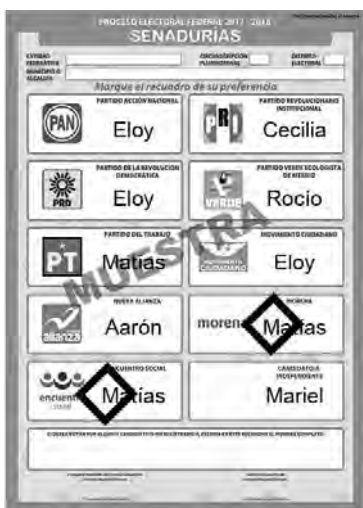 PROCESO ELECTORAL FEDERAL 2017 - 2018
SENADURÍAS
ENTIDAD FEDERATIVA
CIRCUNSCRIPCIÓN PLURINOMINAL
DISTRITO ELECTORAL
MUNICIPIO O
Marque el recuadro de su preferencia
PARTIDO ACCIÓN NACIONAL
PAN
Eloy
PARTIDO REVOLUCIONARIO INSTITUCIONAL
PRI
Cecilia
PARTIDO DE LA REVOLUCIÓN DEMOCRÁTICA
PRD
Eloy
PARTIDO VERDE ECOLOGISTA DE MÉXICO
VERDE
Rocío
PARTIDO DEL TRABAJO
PT
Matías
MOVIMIENTO CIUDADANO
MOVIMIENTO CIUDADANO
Eloy
NUEVA ALIANZA
alianza
Aarón
MORENA
morena
Matías
ENCUENTRO SOCIAL
encuentro social
Matías
CANDIDATO/A INDEPENDIENTE
Mariel
MUESTRA